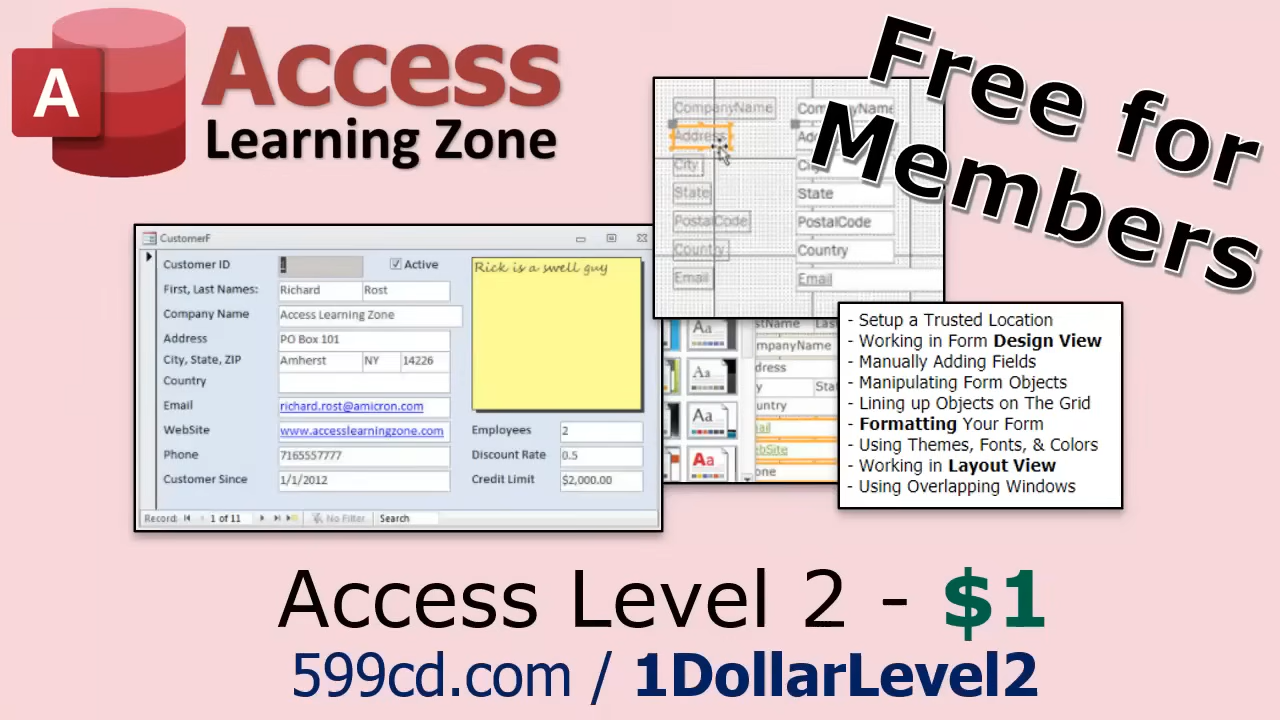 Access
Learning Zone
A
Free for
Members
CompanyName CompanyName
Address
City
State State
PostalCode PostalCode
Country Country
Email Email
CustomerF
Customer ID Active
First, Last Names: Richard Rost
Company Name Access Learning Zone
Address PO Box 101
City, State, ZIP Amherst NY 14226
Country
Email richard.rost@amicron.com
WebSite www.accesslearningzone.com
Phone 7165557777
Customer Since 1/1/2012
Rick is a swell guy
Employees 2
Discount Rate 0.5
Credit Limit $2,000.00
Record: 1 of 11 No Filter Search
Aa
Aa
Aa
Aa
- Setup a Trusted Location
- Working in Form Design View
- Manually Adding Fields
- Manipulating Form Objects
- Lining up Objects on The Grid
- Formatting Your Form
- Using Themes, Fonts, & Colors
- Working in Layout View
- Using Overlapping Windows
Access Level 2 - $1
599cd.com / 1DollarLevel2